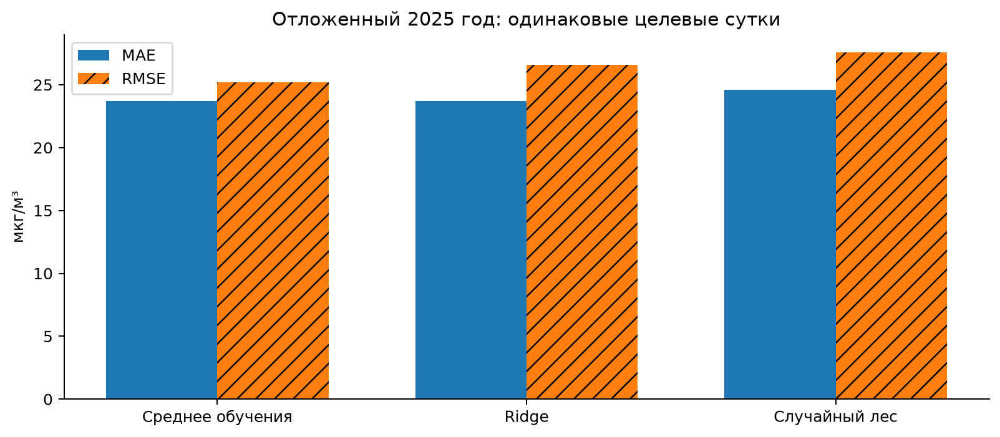 Отложенный 2025 год: одинаковые целевые сутки
MAE
RMSE
мкг/м³
25
20
15
10
5
0
Среднее обучения
Ridge
Случайный лес